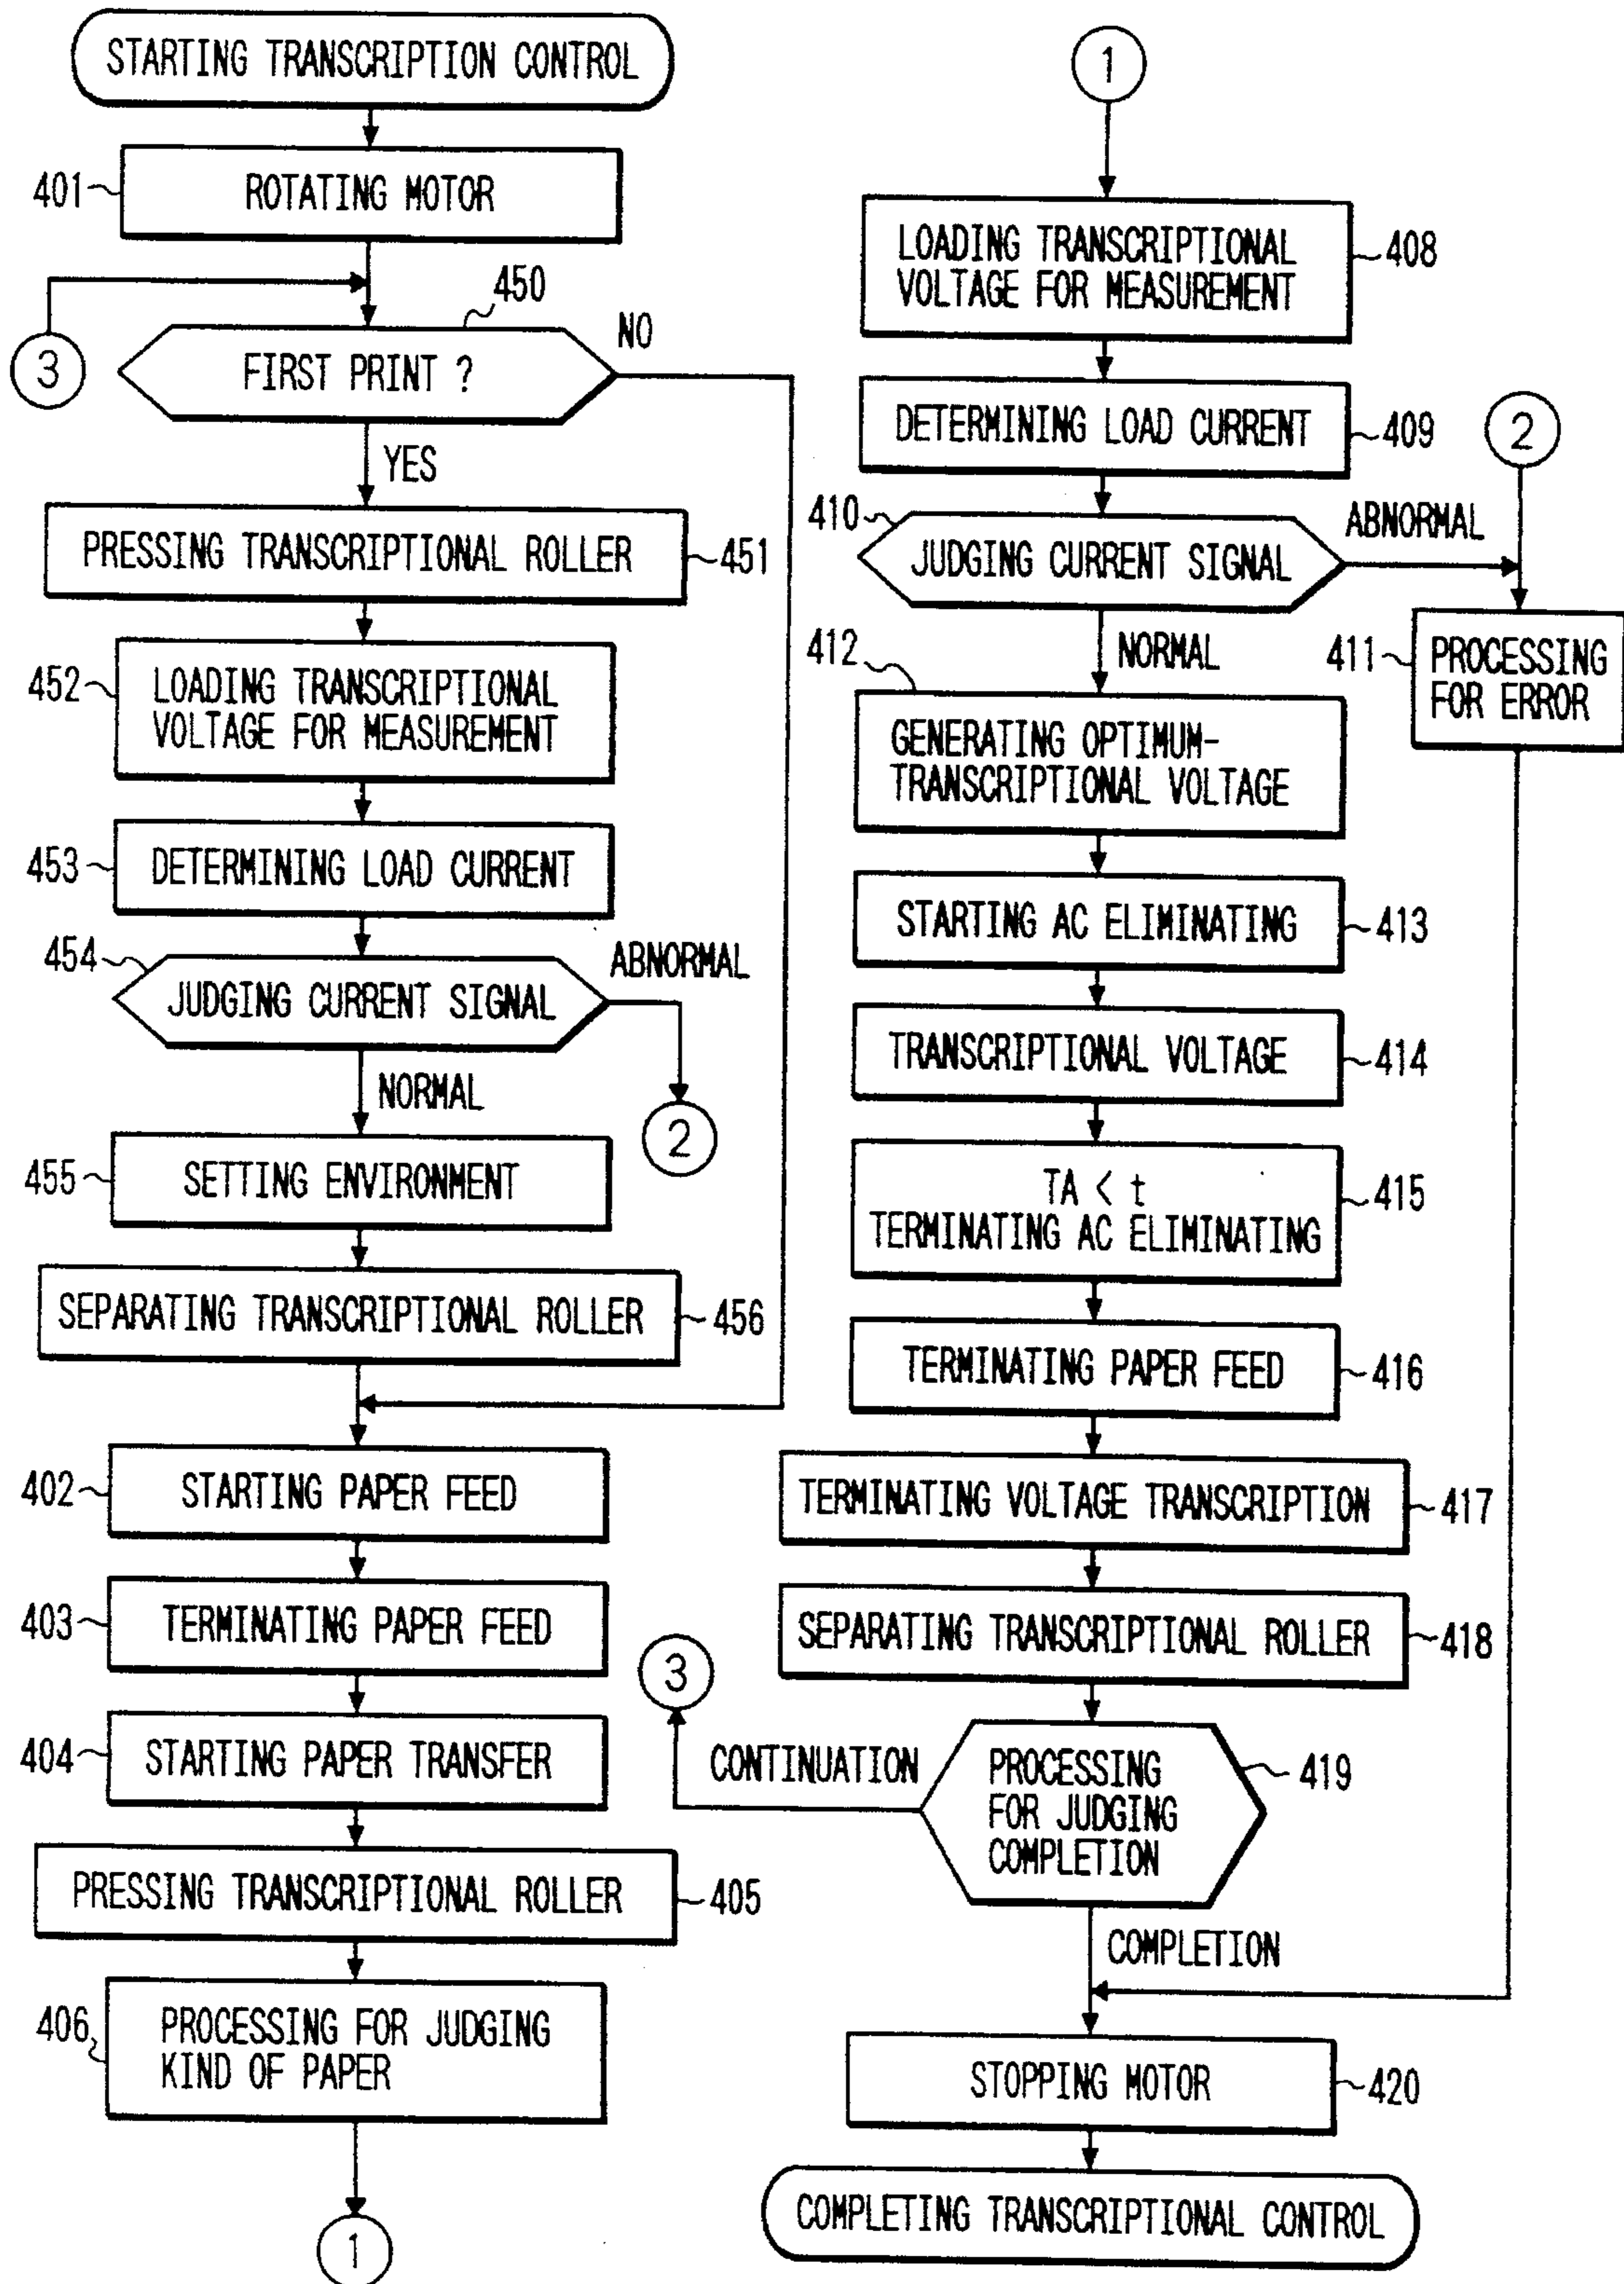 STARTING TRANSCRIPTION CONTROL
401
ROTATING MOTOR
450
3
FIRST PRINT ?
NO
YES
PRESSING TRANSCRIPTIONAL ROLLER
451
452
LOADING TRANSCRIPTIONAL
VOLTAGE FOR MEASUREMENT
453
DETERMINING LOAD CURRENT
454
JUDGING CURRENT SIGNAL
ABNORMAL
NORMAL
2
455
SETTING ENVIRONMENT
SEPARATING TRANSCRIPTIONAL ROLLER
456
402
STARTING PAPER FEED
403
TERMINATING PAPER FEED
404
STARTING PAPER TRANSFER
PRESSING TRANSCRIPTIONAL ROLLER
405
406
PROCESSING FOR JUDGING
KIND OF PAPER
1
1
LOADING TRANSCRIPTIONAL
VOLTAGE FOR MEASUREMENT
408
DETERMINING LOAD CURRENT
409
2
410
JUDGING CURRENT SIGNAL
ABNORMAL
NORMAL
411
PROCESSING
FOR ERROR
412
GENERATING OPTIMUM-
TRANSCRIPTIONAL VOLTAGE
STARTING AC ELIMINATING
413
TRANSCRIPTIONAL VOLTAGE
414
TA < t
TERMINATING AC ELIMINATING
415
TERMINATING PAPER FEED
416
TERMINATING VOLTAGE TRANSCRIPTION
417
SEPARATING TRANSCRIPTIONAL ROLLER
418
3
CONTINUATION
PROCESSING
FOR JUDGING
COMPLETION
419
COMPLETION
STOPPING MOTOR
420
COMPLETING TRANSCRIPTIONAL CONTROL